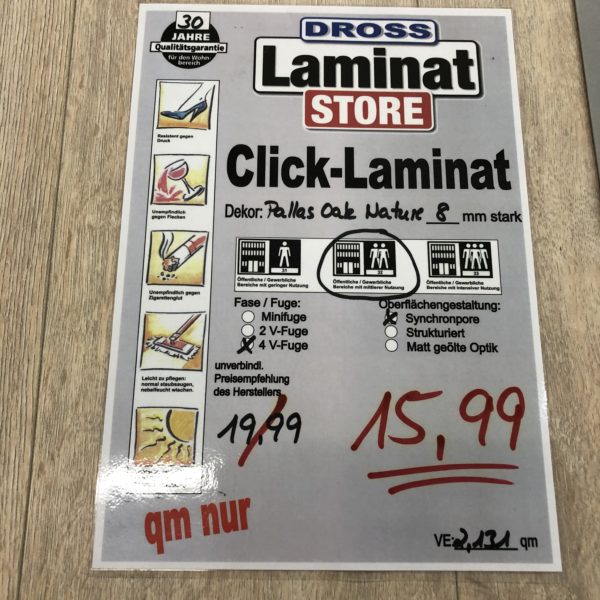 30
JAHRE
Qualitätsgarantie
für den Wohn-
bereich
DROSS
Laminat
STORE
Resistent gegen
Druck
Click-Laminat
Dekor: Pallas Oak Nature 8 mm stark
Unempfindlich
gegen Flecken
31
Öffentliche / Gewerbliche
Bereiche mit geringer Nutzung
32
Öffentliche / Gewerbliche
Bereiche mit mittlerer Nutzung
33
Öffentliche / Gewerbliche
Bereiche mit intensiver Nutzung
Unempfindlich gegen
Zigarettenglut
Fase / Fuge:
Minifuge
2 V-Fuge
x 4 V-Fuge
Oberflächengestaltung:
x Synchronpore
Strukturiert
Matt geölte Optik
Leicht zu pflegen:
normal staubsaugen,
nebelfeucht wischen.
unverbindl.
Preisempfehlung
des Herstellers
19,99
15,99
qm nur
VE: 2,131 qm